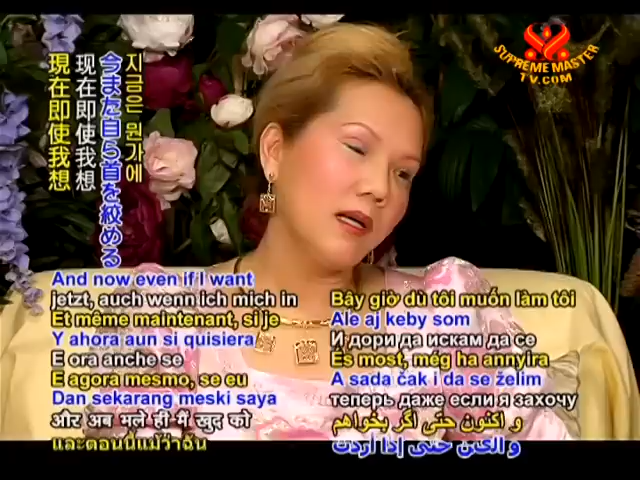 SUPREME MASTER
TV.COM
지금은 뭔가에
今また自ら首を絞める
现在即使我想
現在即使我想
And now even if I want
jetzt, auch wenn ich mich in
Et même maintenant, si je
Y ahora aun si quisiera
E ora anche se
E agora mesmo, se eu
Dan sekarang meski saya
और अब भले ही मैं खुद को
และตอนนี้แม้ว่าฉัน
Bây giờ dù tôi muốn làm tôi
Ale aj keby som
И дори да искам да се
És most, még ha annyira
A sada čak i da se želim
теперь даже если я захочу
و اکنون حتی اگر بخواهم
و الكن حتى إذا أردت